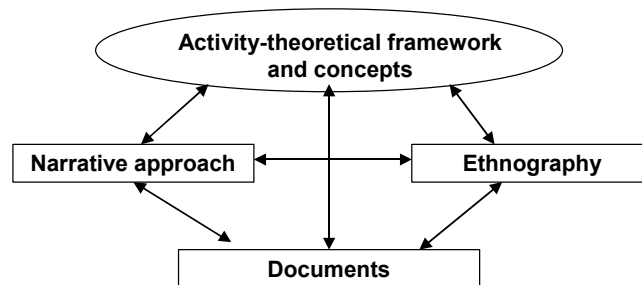 Activity-theoretical framework
and concepts
Narrative approach
Ethnography
Documents